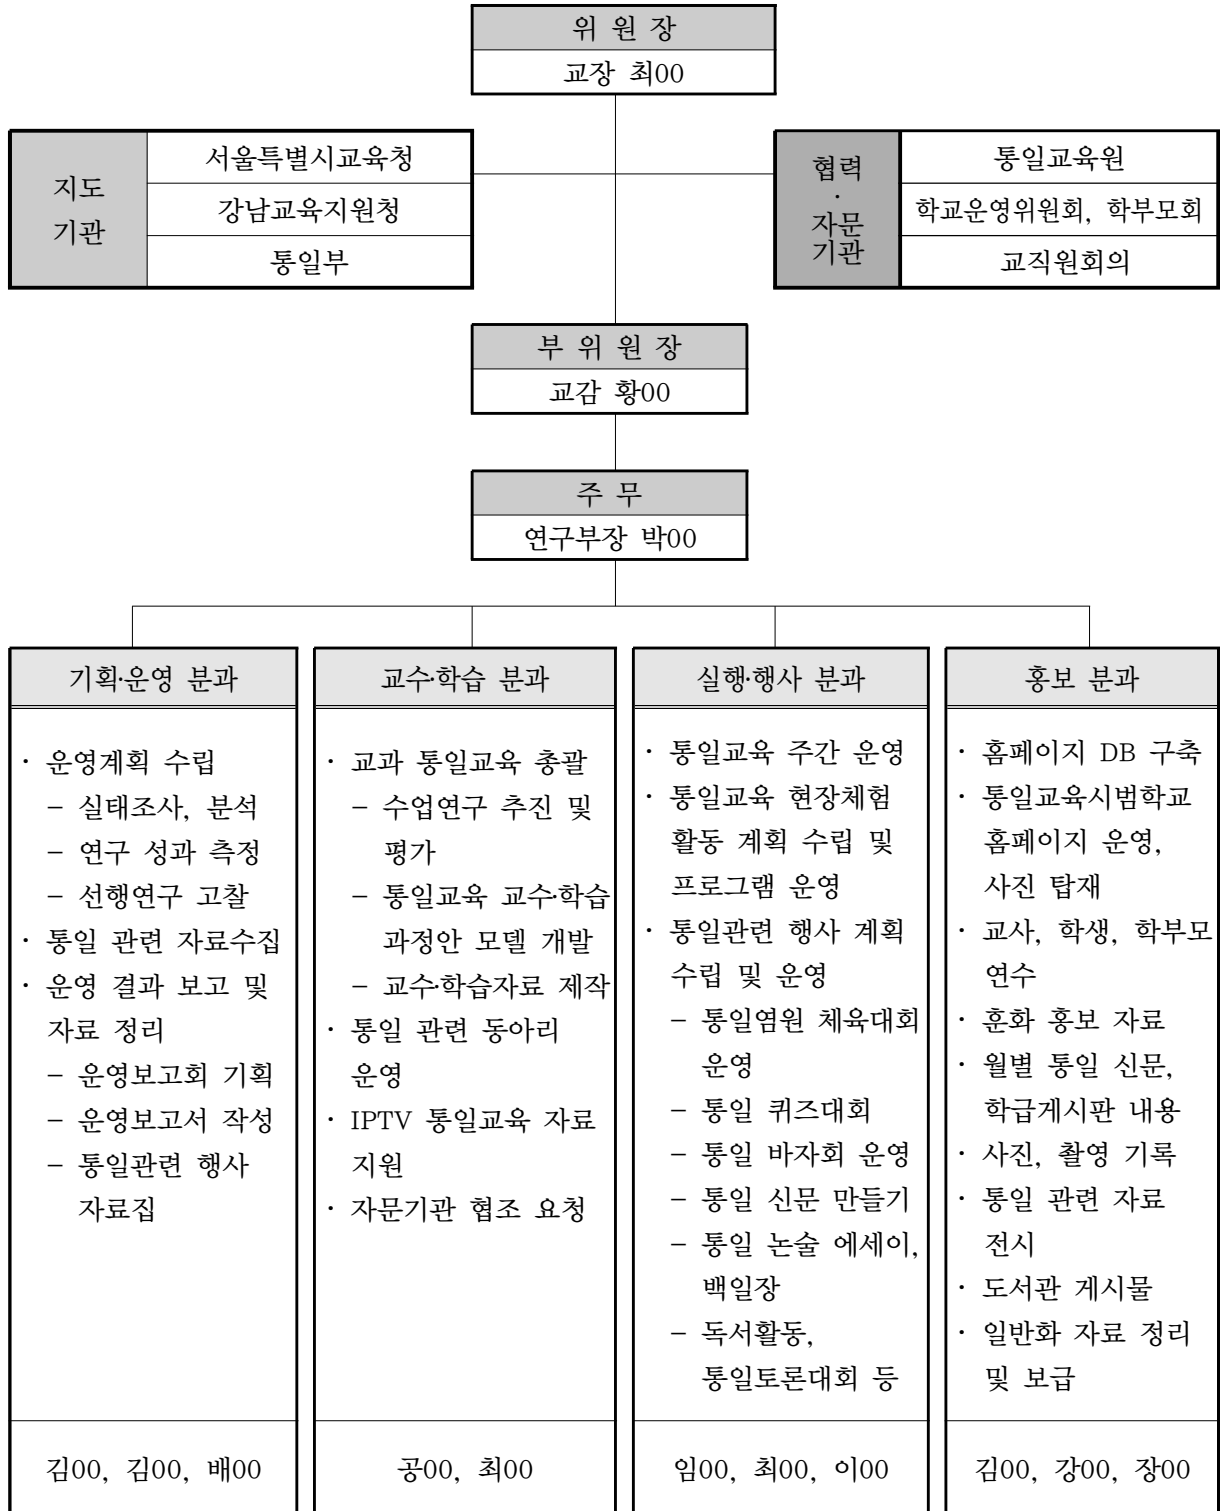 위 원 장
교장 최00
지도
기관
서울특별시교육청
강남교육지원청
통일부
협력
·
자문
기관
통일교육원
학교운영위원회, 학부모회
교직원회의
부 위 원 장
교감 황00
주 무
연구부장 박00
기획·운영 분과
· 운영계획 수립
- 실태조사, 분석
- 연구 성과 측정
- 선행연구 고찰
· 통일 관련 자료수집
· 운영 결과 보고 및
자료 정리
- 운영보고회 기획
- 운영보고서 작성
- 통일관련 행사
자료집
김00, 김00, 배00
교수·학습 분과
· 교과 통일교육 총괄
- 수업연구 추진 및
평가
- 통일교육 교수·학습
과정안 모델 개발
- 교수·학습자료 제작
· 통일 관련 동아리
운영
· IPTV 통일교육 자료
지원
· 자문기관 협조 요청
공00, 최00
실행·행사 분과
· 통일교육 주간 운영
· 통일교육 현장체험
활동 계획 수립 및
프로그램 운영
· 통일관련 행사 계획
수립 및 운영
- 통일염원 체육대회
운영
- 통일 퀴즈대회
- 통일 바자회 운영
- 통일 신문 만들기
- 통일 논술 에세이,
백일장
- 독서활동,
통일토론대회 등
임00, 최00, 이00
홍보 분과
· 홈페이지 DB 구축
· 통일교육시범학교
홈페이지 운영,
사진 탑재
· 교사, 학생, 학부모
연수
· 훈화 홍보 자료
· 월별 통일 신문,
학급게시판 내용
· 사진, 촬영 기록
· 통일 관련 자료
전시
· 도서관 게시물
· 일반화 자료 정리
및 보급
김00, 강00, 장00